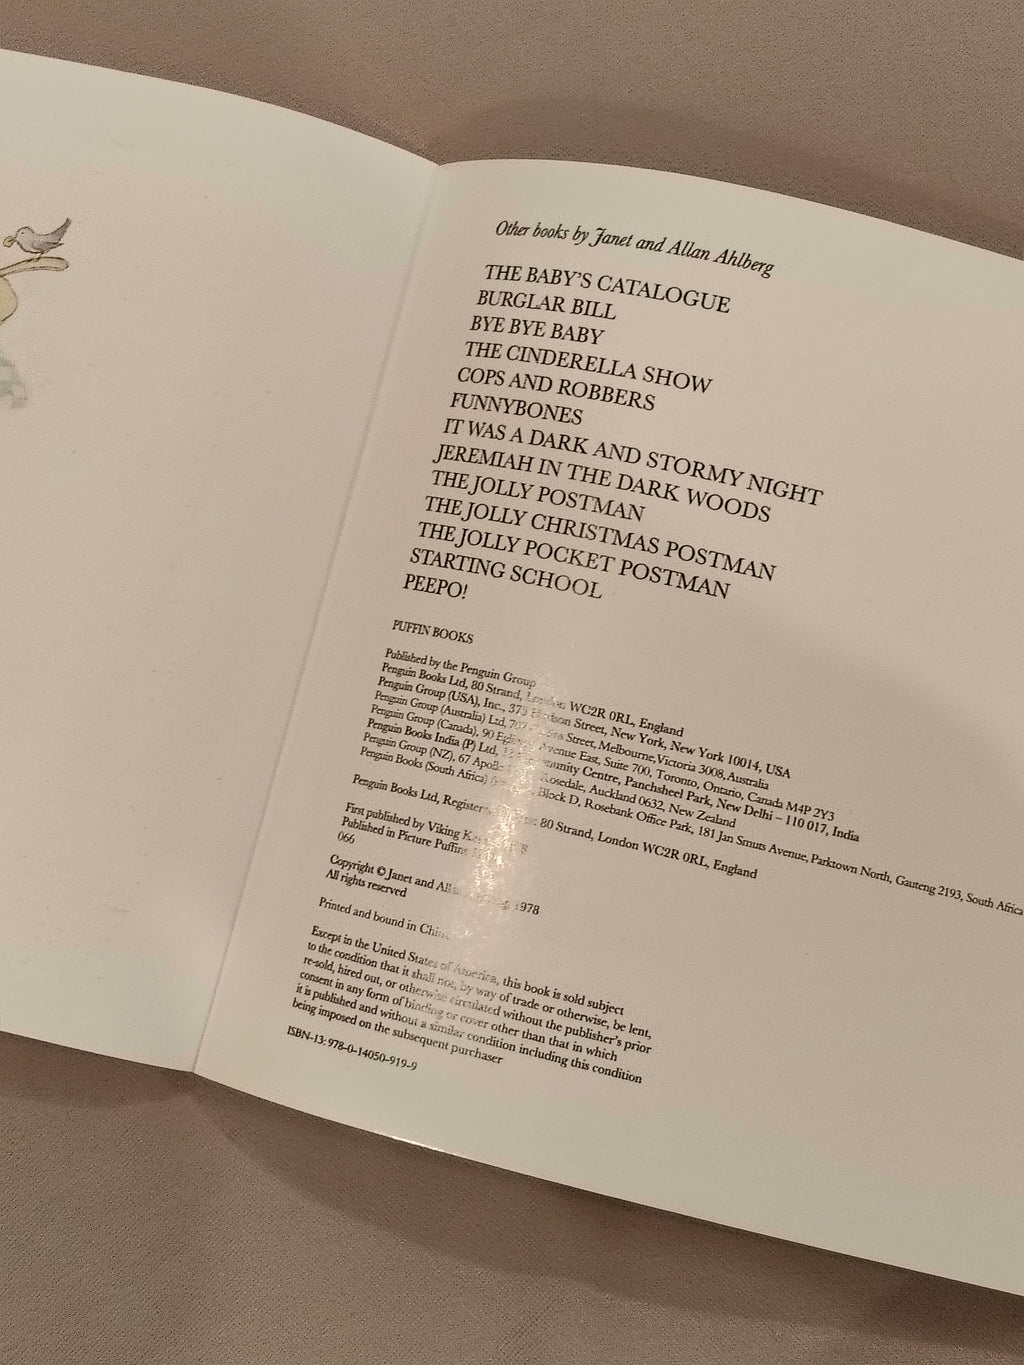 Other books by Janet and Allan Ahlberg
THE BABY'S CATALOGUE
BURGLAR BILL
BYE BYE BABY
THE CINDERELLA SHOW
COPS AND ROBBERS
FUNNYBONES
IT WAS A DARK AND STORMY NIGHT
JEREMIAH IN THE DARK WOODS
THE JOLLY POSTMAN
THE JOLLY CHRISTMAS POSTMAN
THE JOLLY POCKET POSTMAN
STARTING SCHOOL
PEEPO!
PUFFIN BOOKS
Published by the Penguin Group
Penguin Books Ltd, 80 Strand, London WC2R 0RL, England
Penguin Group (USA), Inc., 375 Hudson Street, New York, New York 10014, USA
Penguin Group (Australia) Ltd, Street, Melbourne, Victoria 3008, Australia
Penguin Group (Canada), 90 Avenue East, Suite 700, Toronto, Ontario, Canada M4P 2Y3
Penguin Books India (P) Ltd, Community Centre, Panchsheel Park, New Delhi – 110 017, India
Penguin Group (NZ), 67 Rosedale, Auckland 0632, New Zealand
Penguin Books (South Africa) Block D, Rosebank Office Park, 181 Jan Smuts Avenue, Parktown North, Gauteng 2193, South Africa
Penguin Books Ltd, 80 Strand, London WC2R 0RL, England
First published by Viking
Published in Picture Puffins
066
Copyright © Janet and Allan 1978
All rights reserved
Printed and bound in China
Except in the United States of America, this book is sold subject
to the condition that it shall not, by way of trade or otherwise, be lent,
re-sold, hired out, or otherwise circulated without the publisher's prior
consent in any form of binding or cover other than that in which
it is published and without a similar condition including this condition
being imposed on the subsequent purchaser
ISBN-13: 978-0-14050-919-9